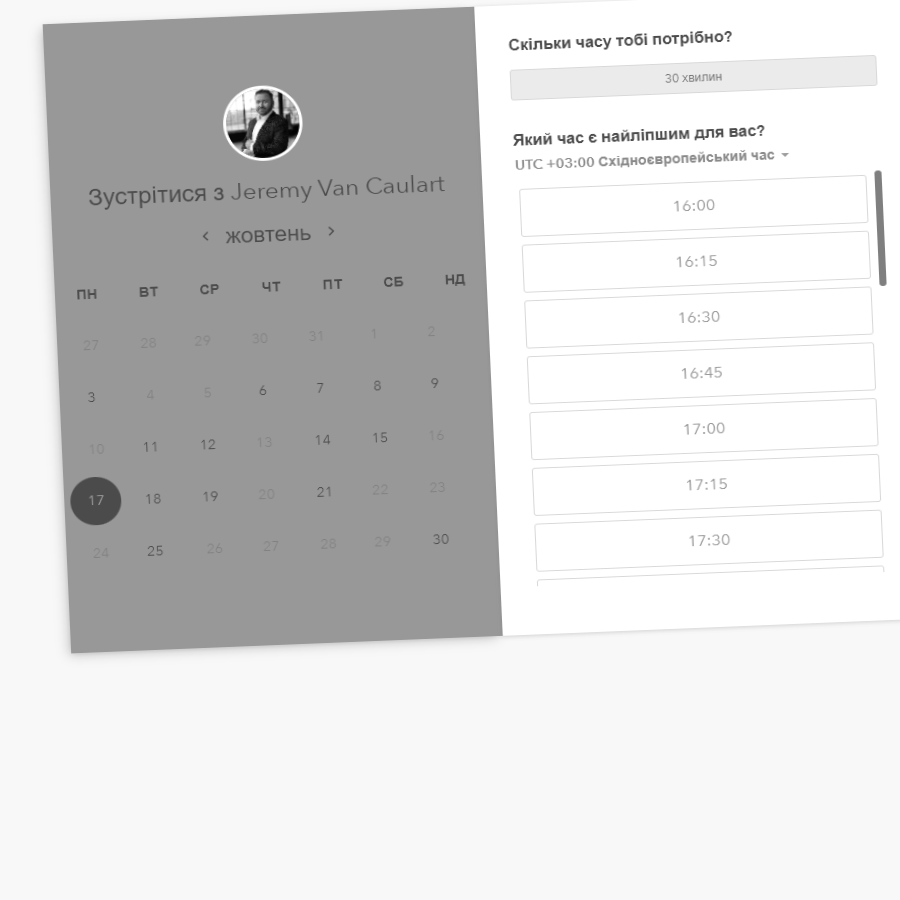 Зустрітися з Jeremy Van Caulart
‹ жовтень ›
ПН ВТ СР ЧТ ПТ СБ НД
27 28 29 30 31 1 2
3 4 5 6 7 8 9
10 11 12 13 14 15 16
17 18 19 20 21 22 23
24 25 26 27 28 29 30
Скільки часу тобі потрібно?
30 хвилин
Який час є найліпшим для вас?
UTC +03:00 Східноєвропейський час
16:00
16:15
16:30
16:45
17:00
17:15
17:30